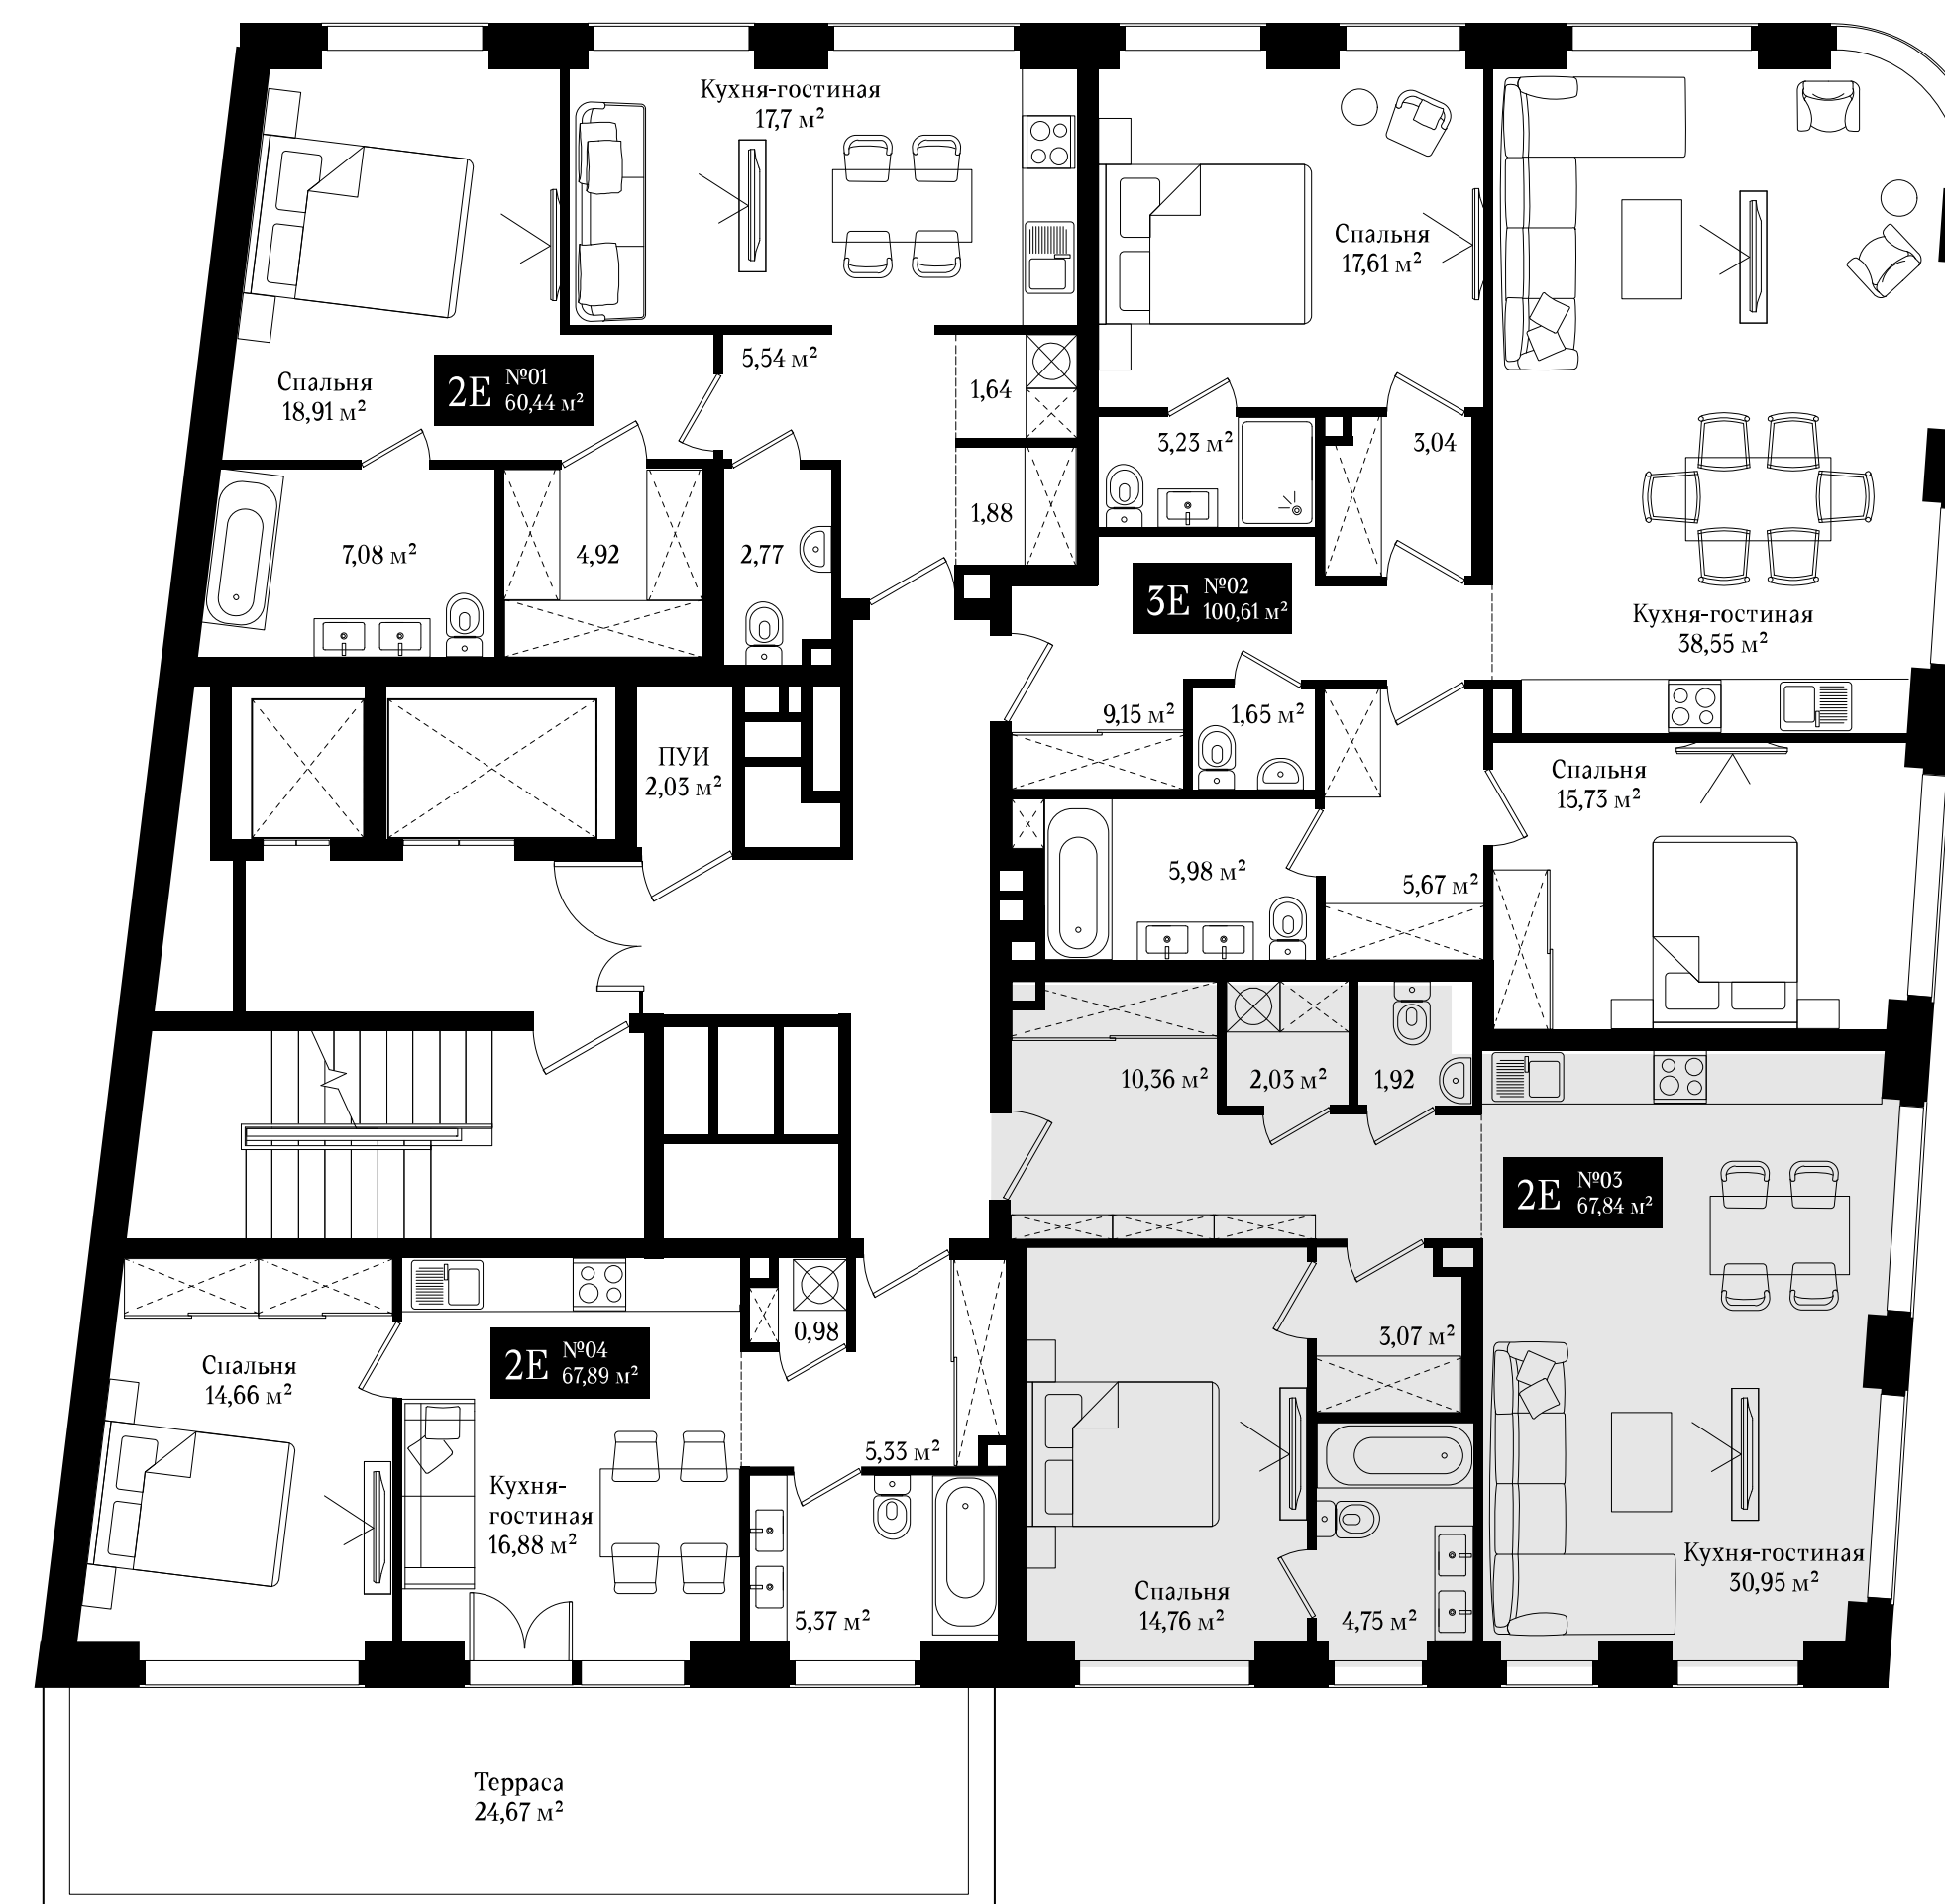 Кухня-гостиная
17,7 м²
Спальня
17,61 м²
5,54 м²
Спальня
18,91 м²
2Е №01
60,44 м²
1,64
3,23 м²
3,04
1,88
7,08 м²
4,92
2,77
3Е №02
100,61 м²
Кухня-гостиная
38,55 м²
9,15 м²
1,65 м²
ПУИ
2,03 м²
Спальня
15,73 м²
5,98 м²
5,67 м²
10,36 м²
2,03 м²
1,92
2Е №03
67,84 м²
0,98
3,07 м²
2Е №04
67,89 м²
Спальня
14,66 м²
5,33 м²
Кухня-
гостиная
16,88 м²
Кухня-гостиная
30,95 м²
Спальня
14,76 м²
5,37 м²
4,75 м²
Терраса
24,67 м²